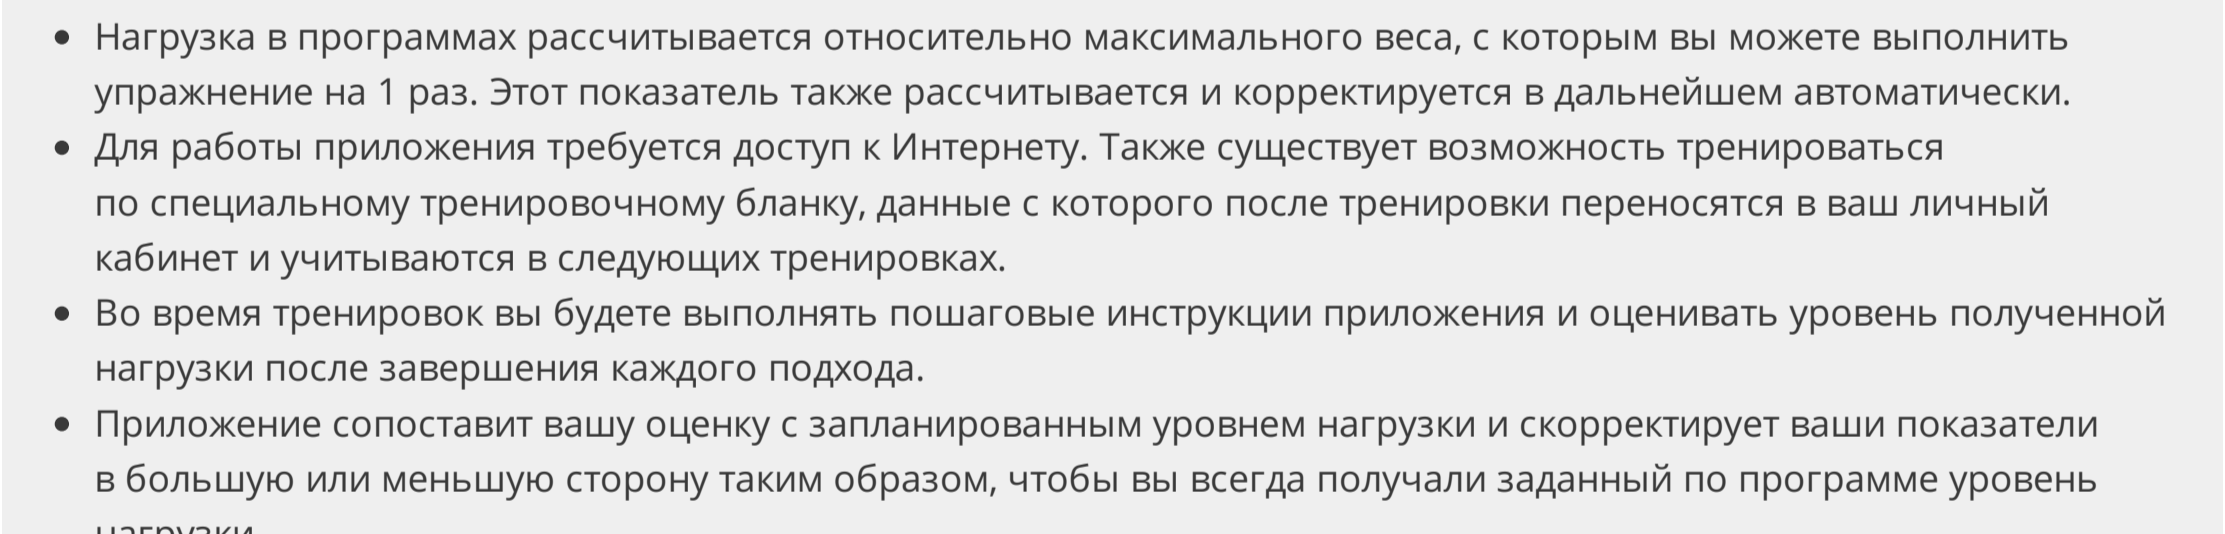 • Нагрузка в программах рассчитывается относительно максимального веса, с которым вы можете выполнить
упражнение на 1 раз. Этот показатель также рассчитывается и корректируется в дальнейшем автоматически.
• Для работы приложения требуется доступ к Интернету. Также существует возможность тренироваться
по специальному тренировочному бланку, данные с которого после тренировки переносятся в ваш личный
кабинет и учитываются в следующих тренировках.
• Во время тренировок вы будете выполнять пошаговые инструкции приложения и оценивать уровень полученной
нагрузки после завершения каждого подхода.
• Приложение сопоставит вашу оценку с запланированным уровнем нагрузки и скорректирует ваши показатели
в большую или меньшую сторону таким образом, чтобы вы всегда получали заданный по программе уровень
нагрузки.